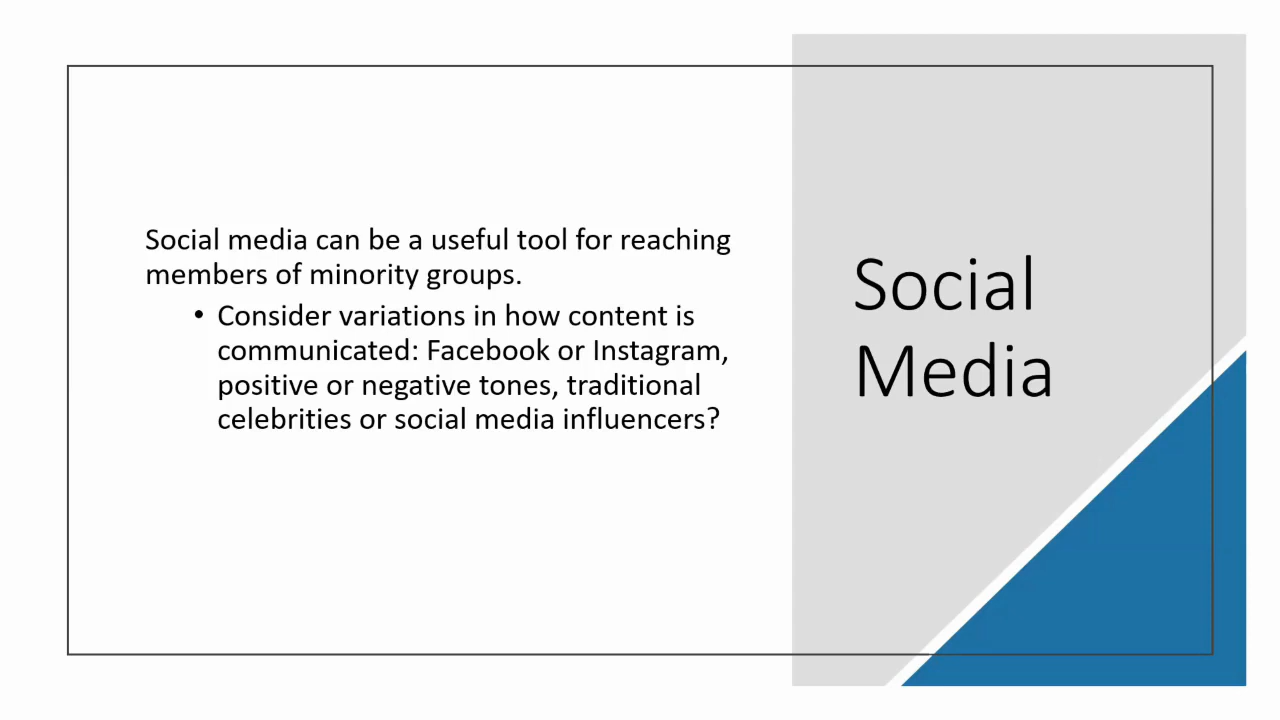 Social media can be a useful tool for reaching
members of minority groups.
• Consider variations in how content is
communicated: Facebook or Instagram,
positive or negative tones, traditional
celebrities or social media influencers?
Social
Media